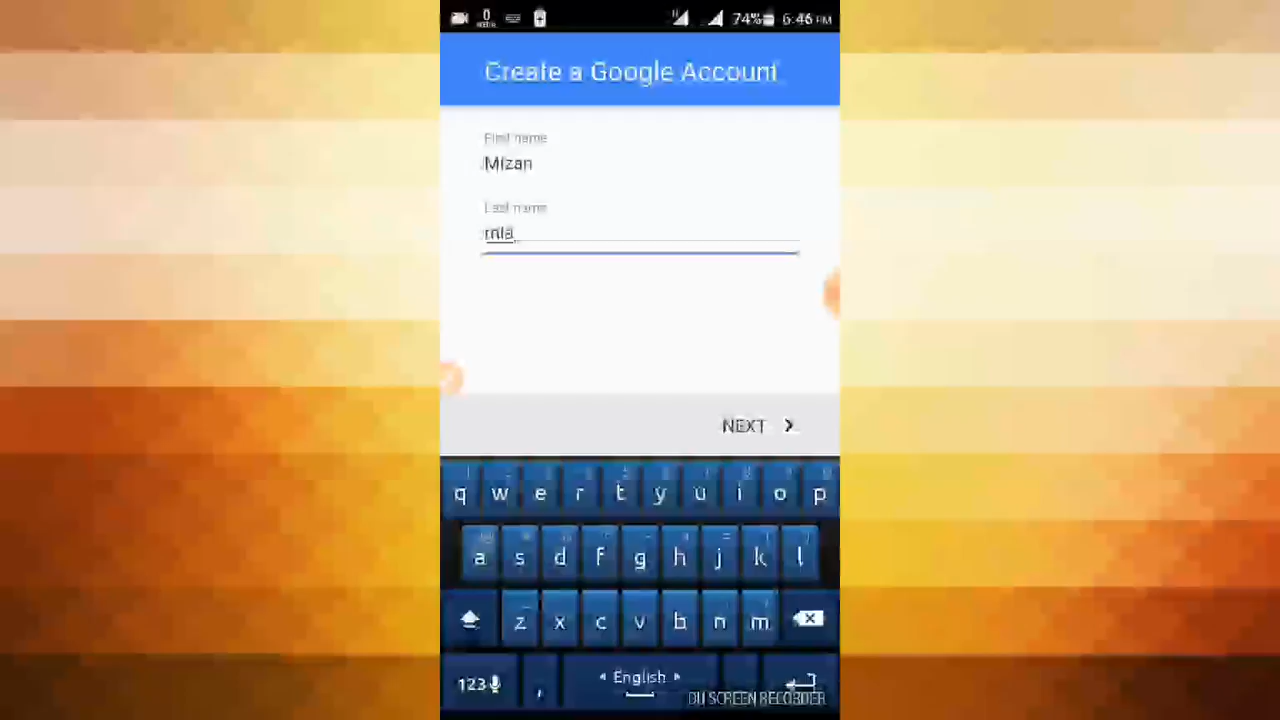 0
74% 6:46 PM
Create a Google Account
First name
Mizan
Last name
mia
NEXT
q w e r t y u i o p
a s d f g h j k l
z x c v b n m
123 , English
DU SCREEN RECORDER